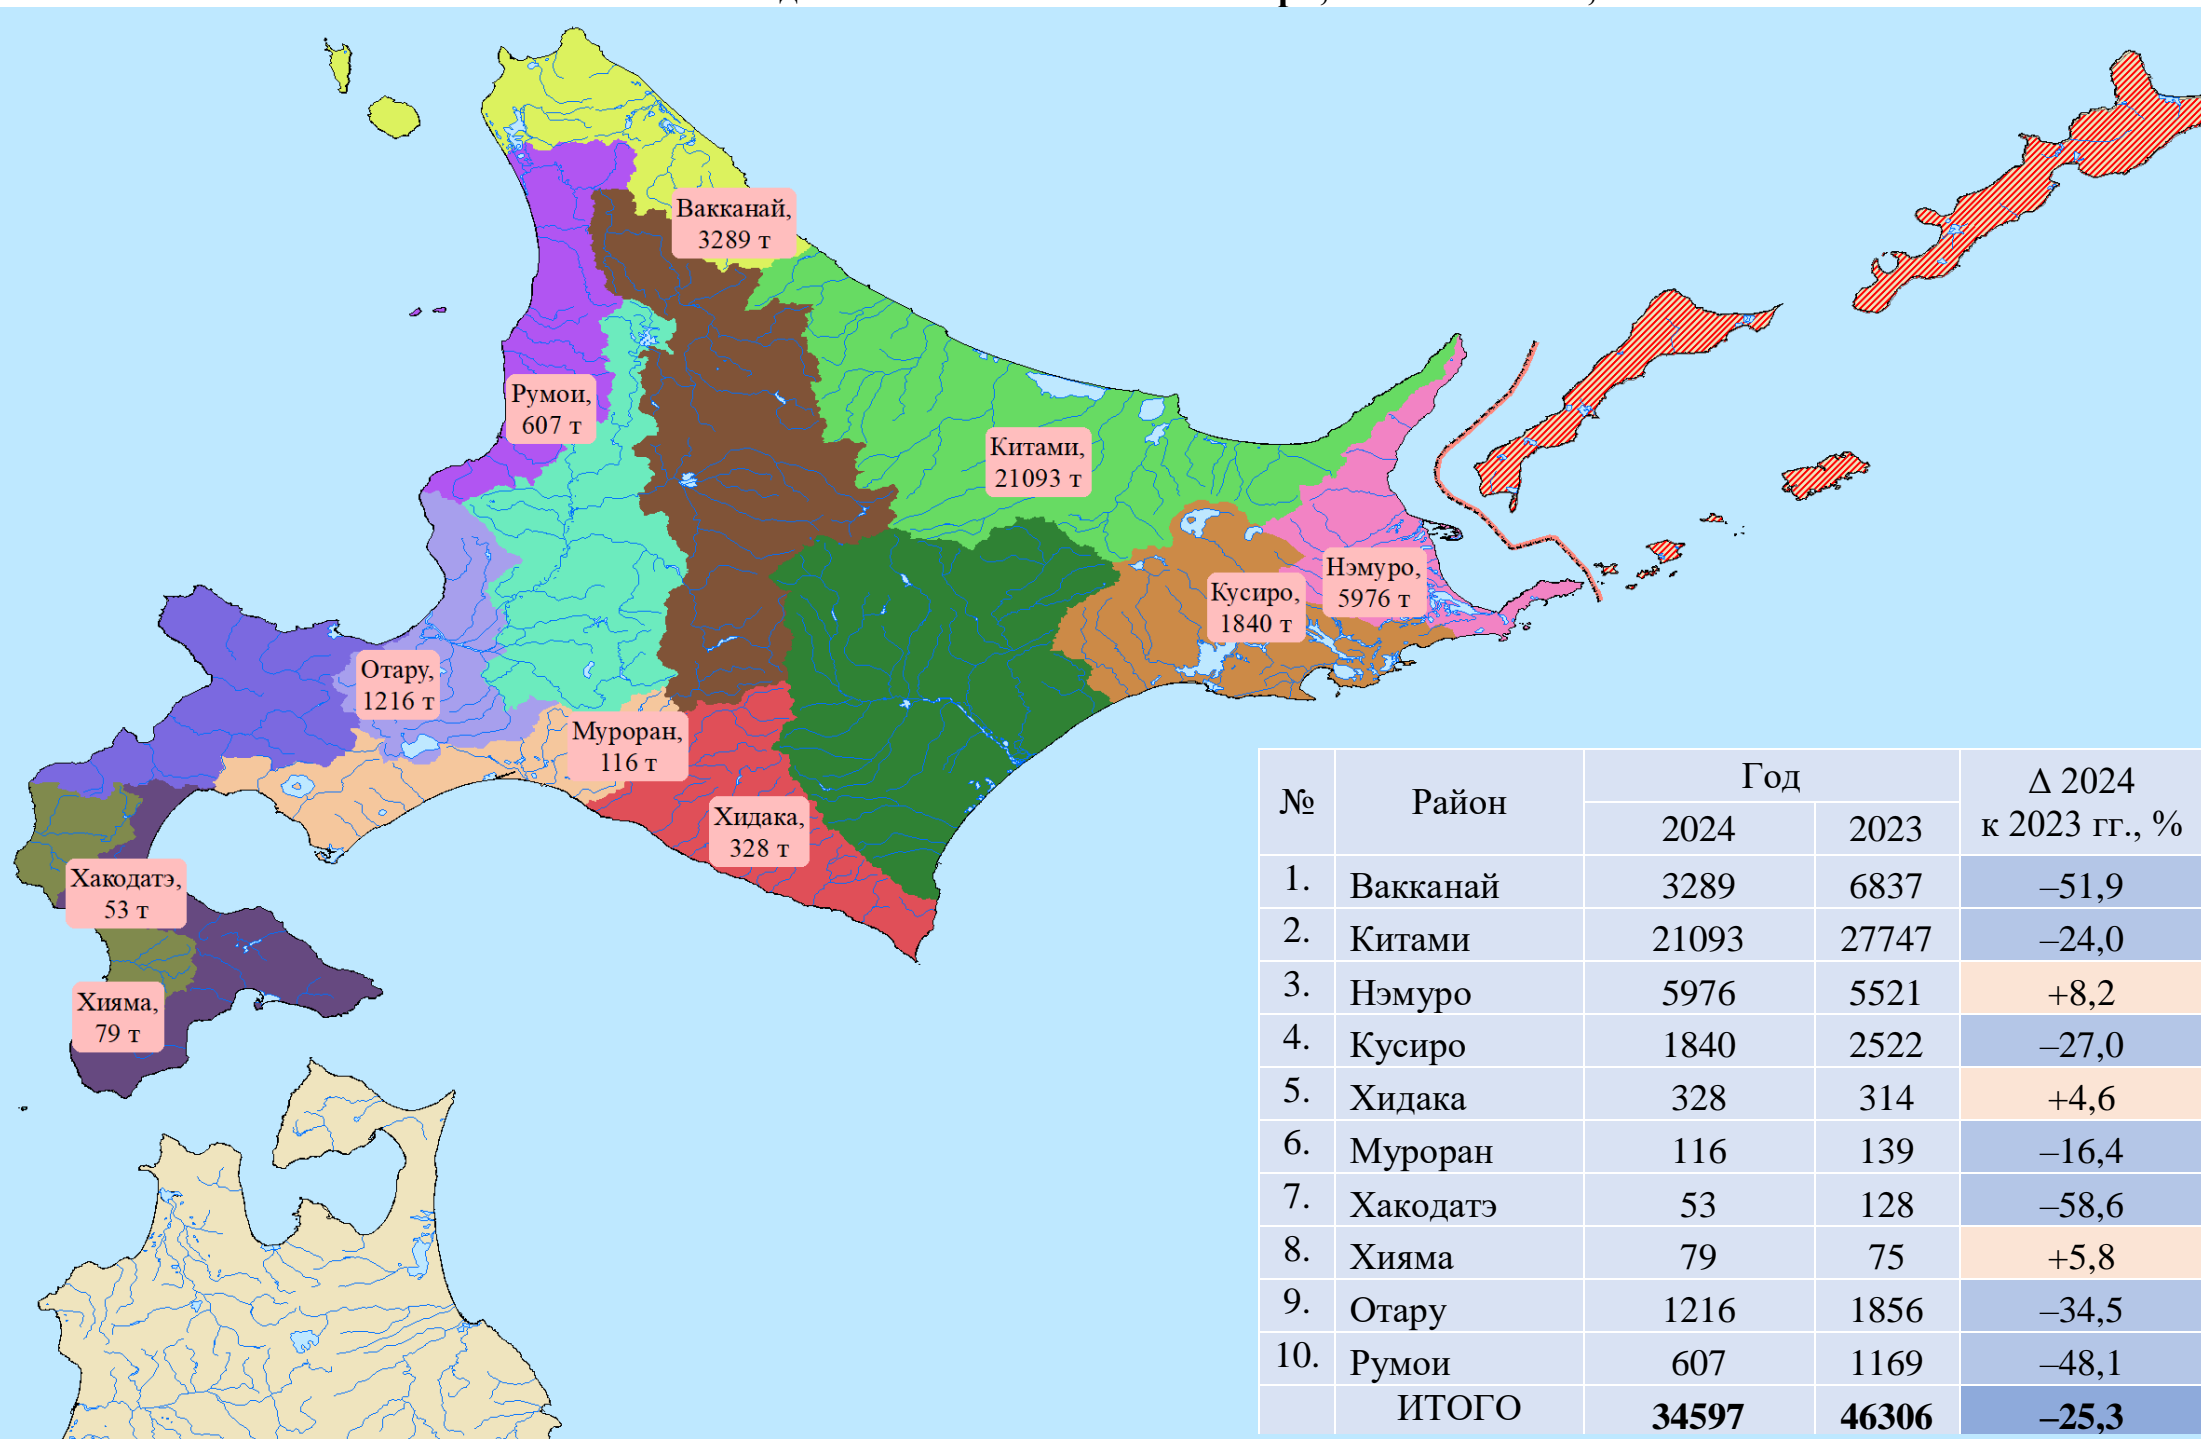 Вакканай,
3289 т
Румои,
607 т
Китами,
21093 т
Нэмуро,
5976 т
Кусиро,
1840 т
Отару,
1216 т
Муроран,
116 т
Хидака,
328 т
Хакодатэ,
53 т
Хияма,
79 т
№ Район Год Δ 2024
2024 2023 к 2023 гг., %
1. Вакканай 3289 6837 –51,9
2. Китами 21093 27747 –24,0
3. Нэмуро 5976 5521 +8,2
4. Кусиро 1840 2522 –27,0
5. Хидака 328 314 +4,6
6. Муроран 116 139 –16,4
7. Хакодатэ 53 128 –58,6
8. Хияма 79 75 +5,8
9. Отару 1216 1856 –34,5
10. Румои 607 1169 –48,1
ИТОГО 34597 46306 –25,3